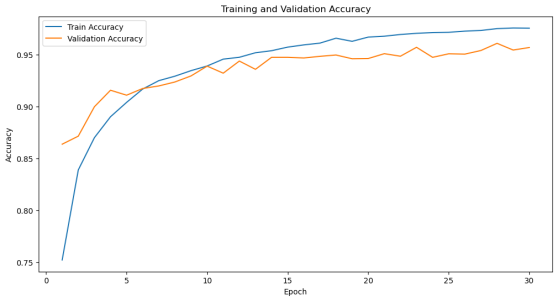 Training and Validation Accuracy
Train Accuracy
Validation Accuracy
Accuracy
0.95
0.90
0.85
0.80
0.75
0 5 10 15 20 25 30
Epoch